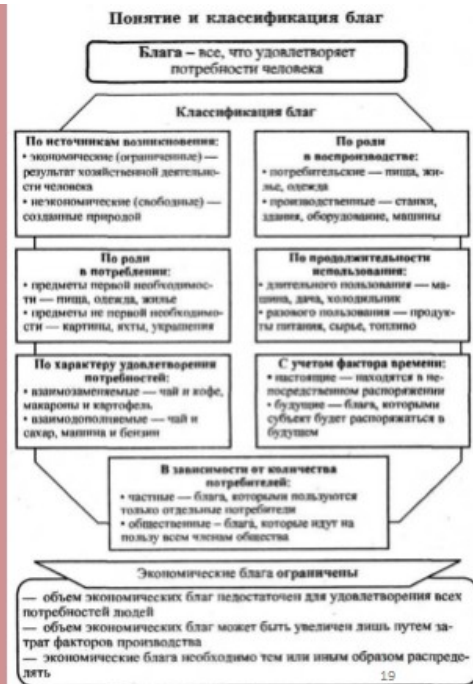 Понятие и классификация благ
Блага – все, что удовлетворяет
потребности человека
Классификация благ
По источникам возникновения:
• экономические (ограниченные) —
результат хозяйственной деятельно-
сти человека
• неэкономические (свободные) —
созданные природой
По роли
в воспроизводстве:
• потребительские — пища, жи-
лье, одежда
• производственные — станки,
здания, оборудование, машины
По роли
в потреблении:
• предметы первой необходимос-
ти — пища, одежда, жилье
• предметы не первой необходимо-
сти — картины, яхты, украшения
По продолжительности
использования:
• длительного пользования — ма-
шина, дача, холодильник
• разового пользования — продук-
ты питания, сырье, топливо
По характеру удовлетворения
потребностей:
• взаимозаменяемые — чай и кофе,
макароны и картофель
• взаимодополняемые — чай и
сахар, машина и бензин
С учетом фактора времени:
• настоящие — находятся в не-
посредственном распоряжении
• будущие — блага, которыми
субъект будет распоряжаться в
будущем
В зависимости от количества
потребителей:
• частные — блага, которыми пользуются
только отдельные потребители
• общественные – блага, которые идут на
пользу всем членам общества
Экономические блага ограничены
— объем экономических благ недостаточен для удовлетворения всех
потребностей людей
— объем экономических благ может быть увеличен лишь путем за-
трат факторов производства
— экономические блага необходимо тем или иным образом распреде-
лять
19